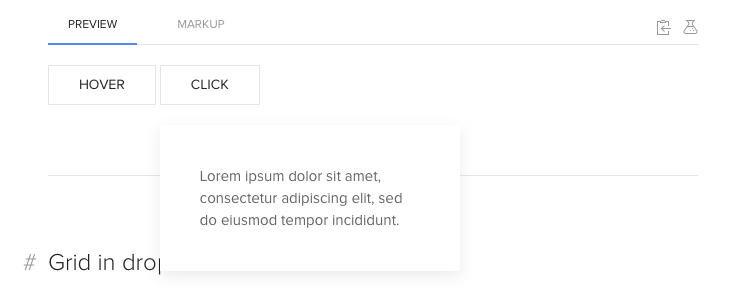 PREVIEW MARKUP
HOVER CLICK
Lorem ipsum dolor sit amet,
consectetur adipiscing elit, sed
do eiusmod tempor incididunt.
# Grid in